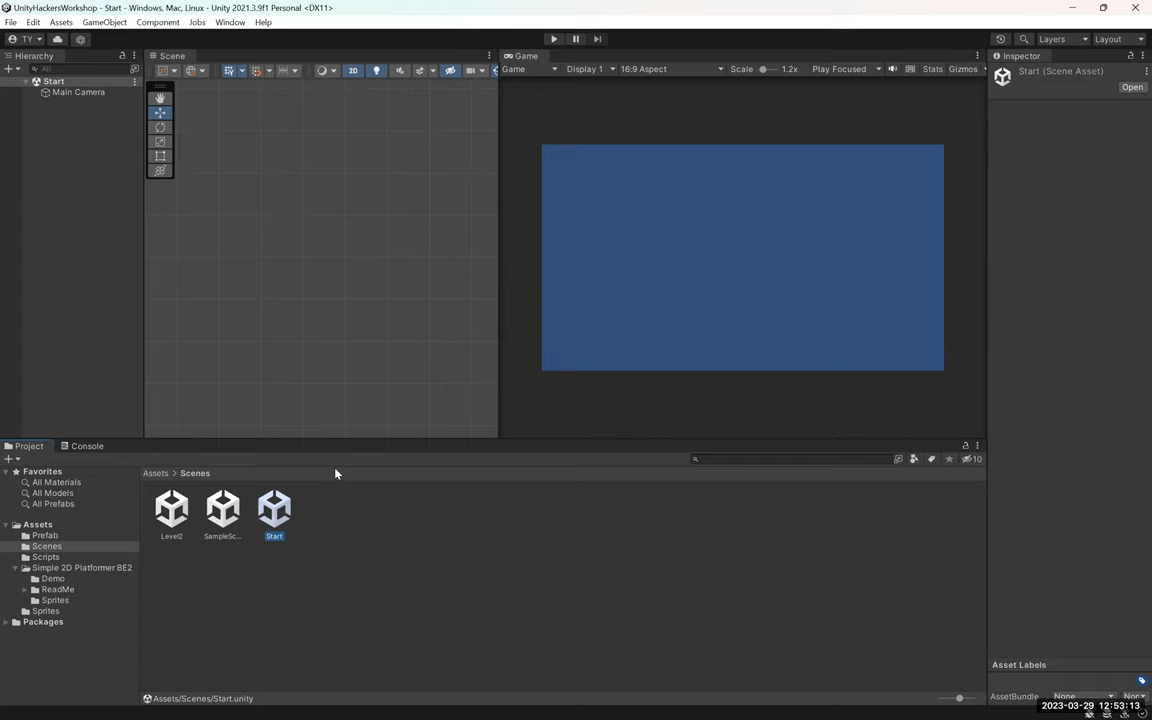 UnityHackersWorkshop - Start - Windows, Mac, Linux - Unity 2021.3.9f1 Personal <DX11>
File Edit Assets GameObject Component Jobs Window Help
TY Layers Layout
Hierarchy Scene Game Inspector
All 2D Game Display 1 16:9 Aspect Scale 1.2x Play Focused Stats Gizmos
Start (Scene Asset)
Open
Start
Main Camera
Project Console
10
Favorites
All Materials
All Models
All Prefabs
Assets
Prefab
Scenes
Scripts
Simple 2D Platformer BE2
Demo
ReadMe
Sprites
Sprites
Packages
Assets > Scenes
Level2 SampleSc... Start
Assets/Scenes/Start.unity
Asset Labels
AssetBundle None Nor
2023-03-29 12:53:13